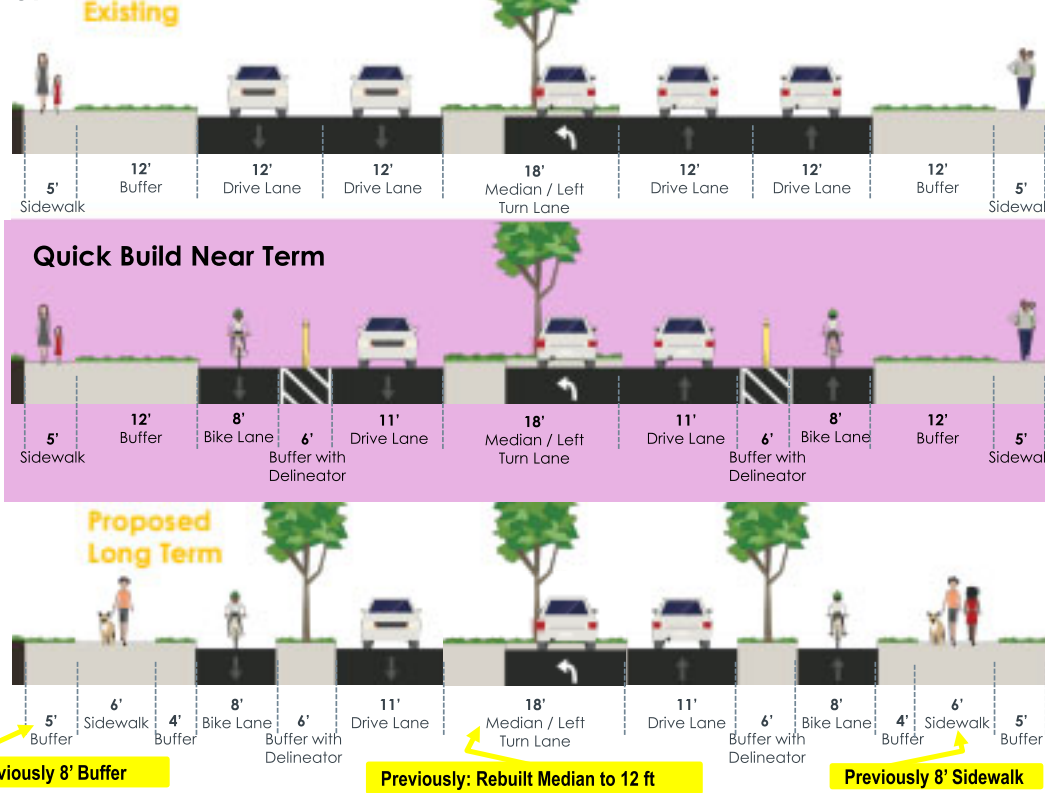 Existing
5’
Sidewalk
12’
Buffer
12’
Drive Lane
12’
Drive Lane
18’
Median / Left
Turn Lane
12’
Drive Lane
12’
Drive Lane
12’
Buffer
5’
Sidewal
Quick Build Near Term
5’
Sidewalk
12’
Buffer
8’
Bike Lane
6’
Buffer with
Delineator
11’
Drive Lane
18’
Median / Left
Turn Lane
11’
Drive Lane
6’
Buffer with
Delineator
8’
Bike Lane
12’
Buffer
5’
Sidewal
Proposed
Long Term
5’
Buffer
6’
Sidewalk
4’
Buffer
8’
Bike Lane
6’
Buffer with
Delineator
11’
Drive Lane
18’
Median / Left
Turn Lane
11’
Drive Lane
6’
Buffer with
Delineator
8’
Bike Lane
4’
Buffer
6’
Sidewalk
5’
Buffer
viously 8’ Buffer
Previously: Rebuilt Median to 12 ft
Previously 8’ Sidewalk